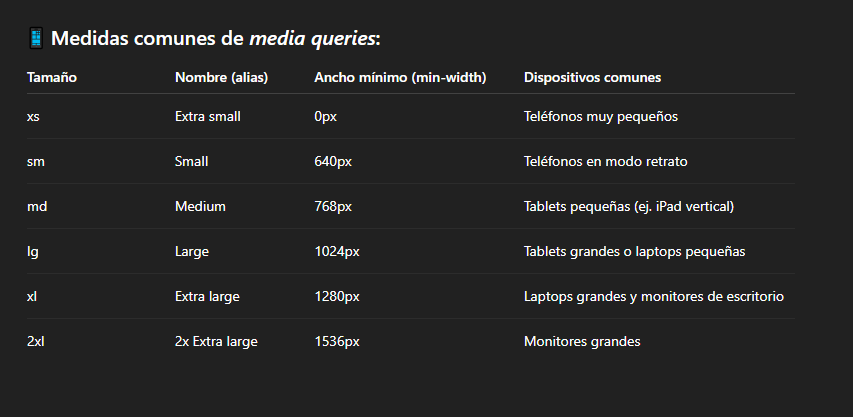 Medidas comunes de media queries:
Tamaño Nombre (alias) Ancho mínimo (min-width) Dispositivos comunes
xs Extra small 0px Teléfonos muy pequeños
sm Small 640px Teléfonos en modo retrato
md Medium 768px Tablets pequeñas (ej. iPad vertical)
lg Large 1024px Tablets grandes o laptops pequeñas
xl Extra large 1280px Laptops grandes y monitores de escritorio
2xl 2x Extra large 1536px Monitores grandes